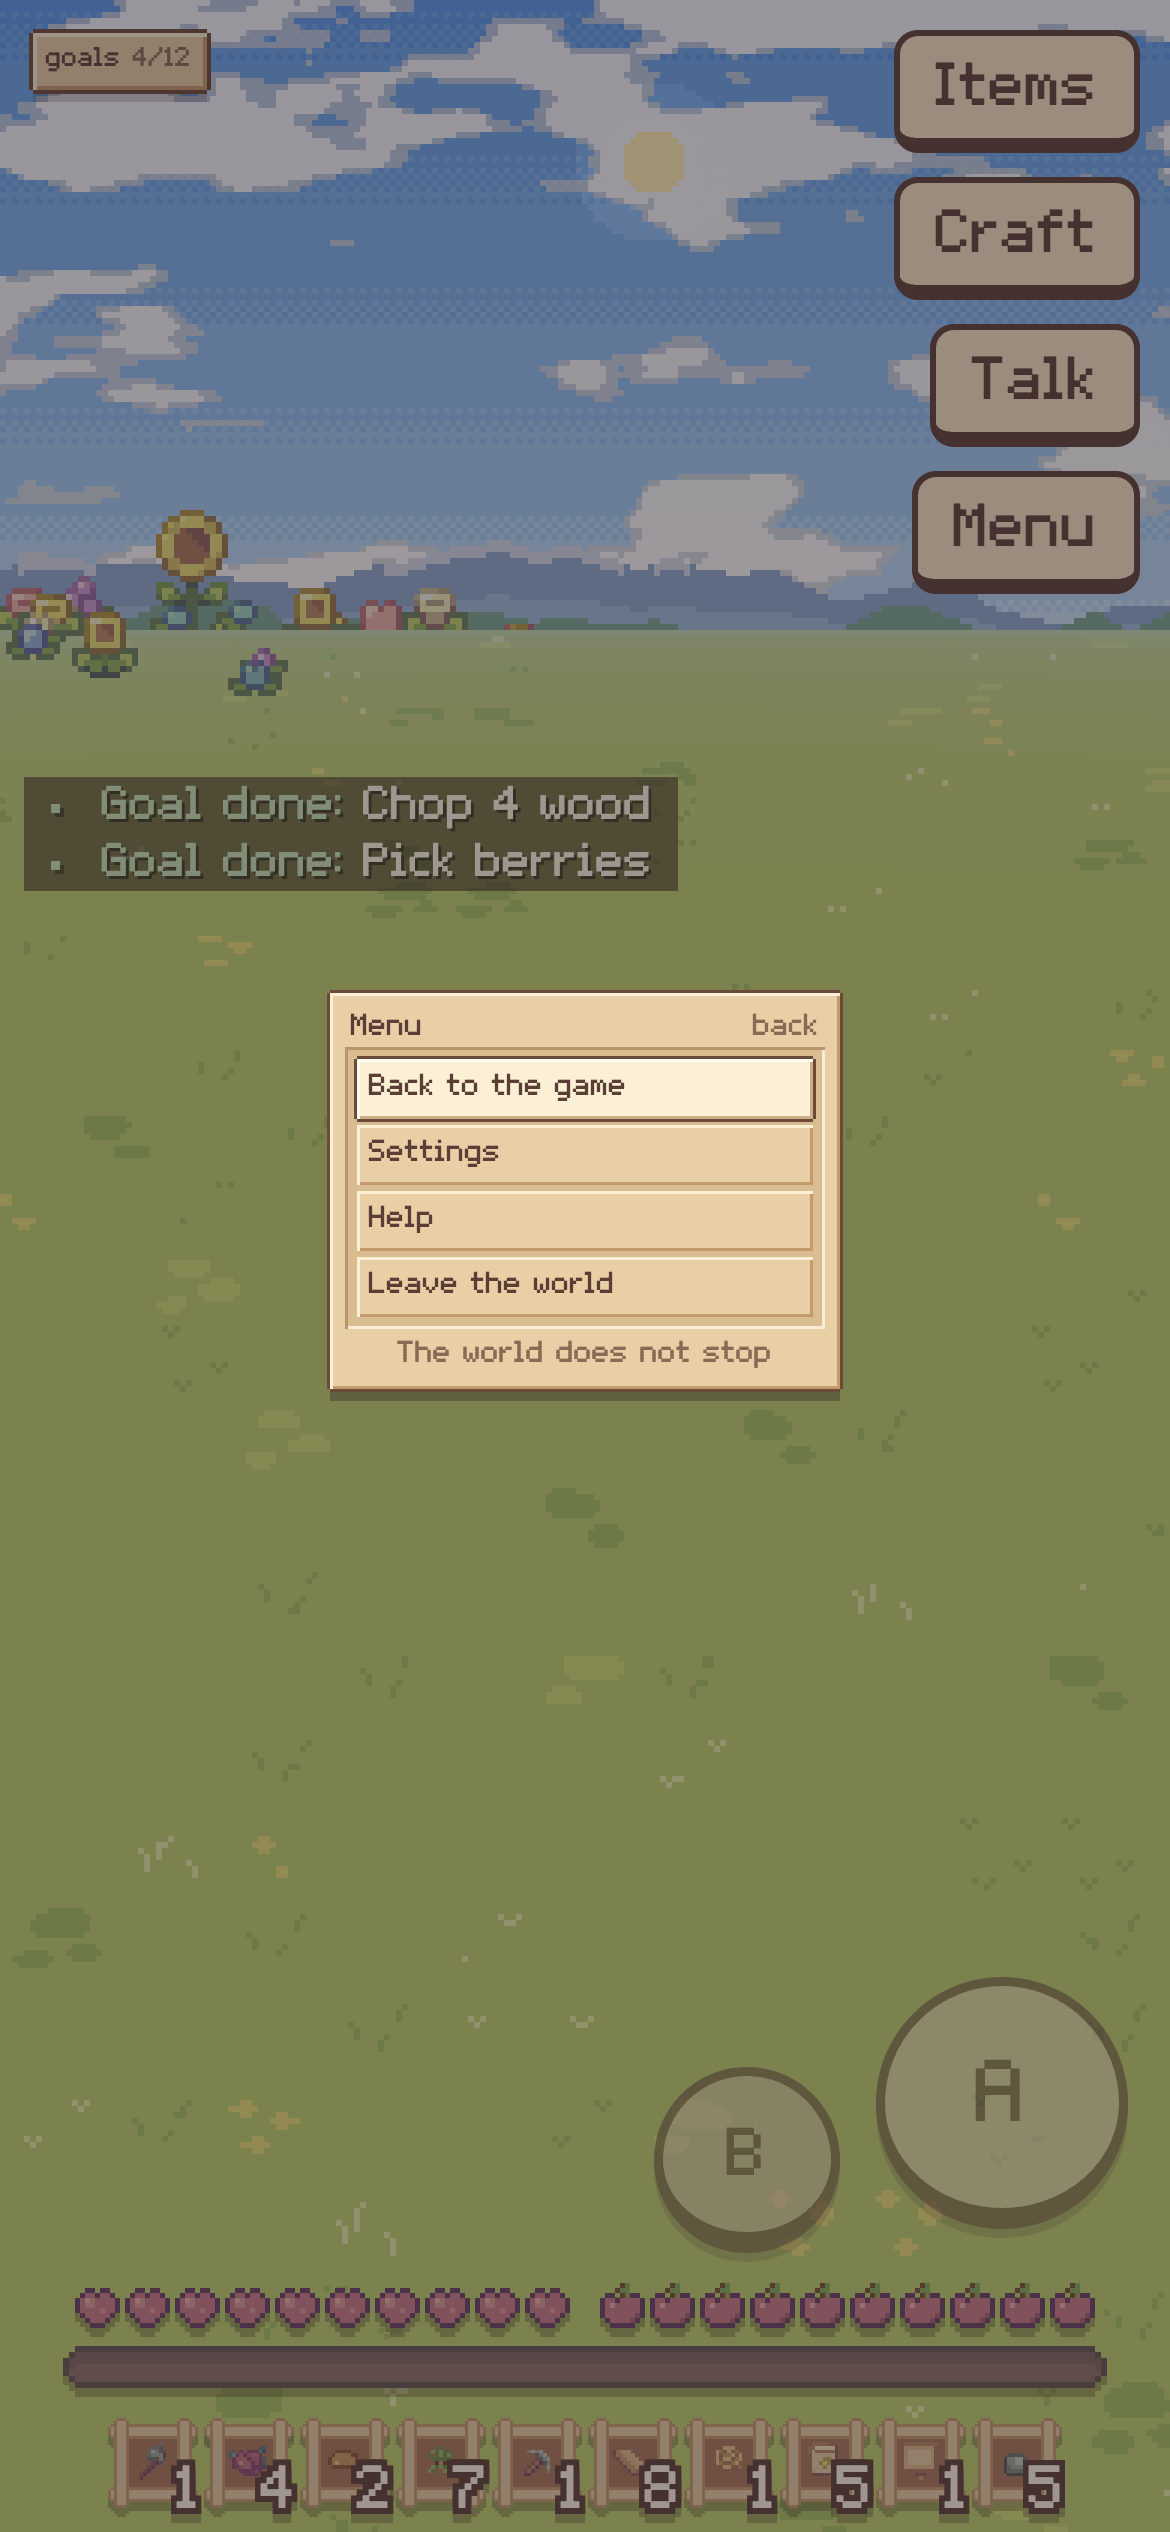 goals 4/12
Items
Craft
Talk
Menu
Goal done: Chop 4 wood
Goal done: Pick berries
Menu back
Back to the game
Settings
Help
Leave the world
The world does not stop
A
B
1 4 2 7 1 8 1 5 1 5